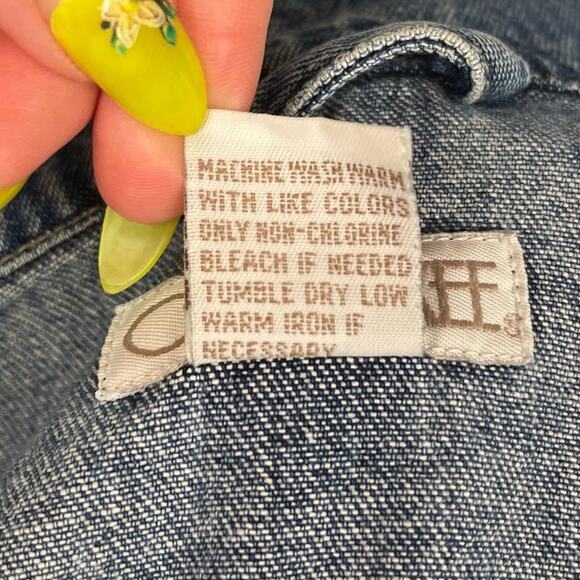 MACHINE WASH WARM
WITH LIKE COLORS
ONLY NON-CHLORINE
BLEACH IF NEEDED
TUMBLE DRY LOW
WARM IRON IF
NECESSARY